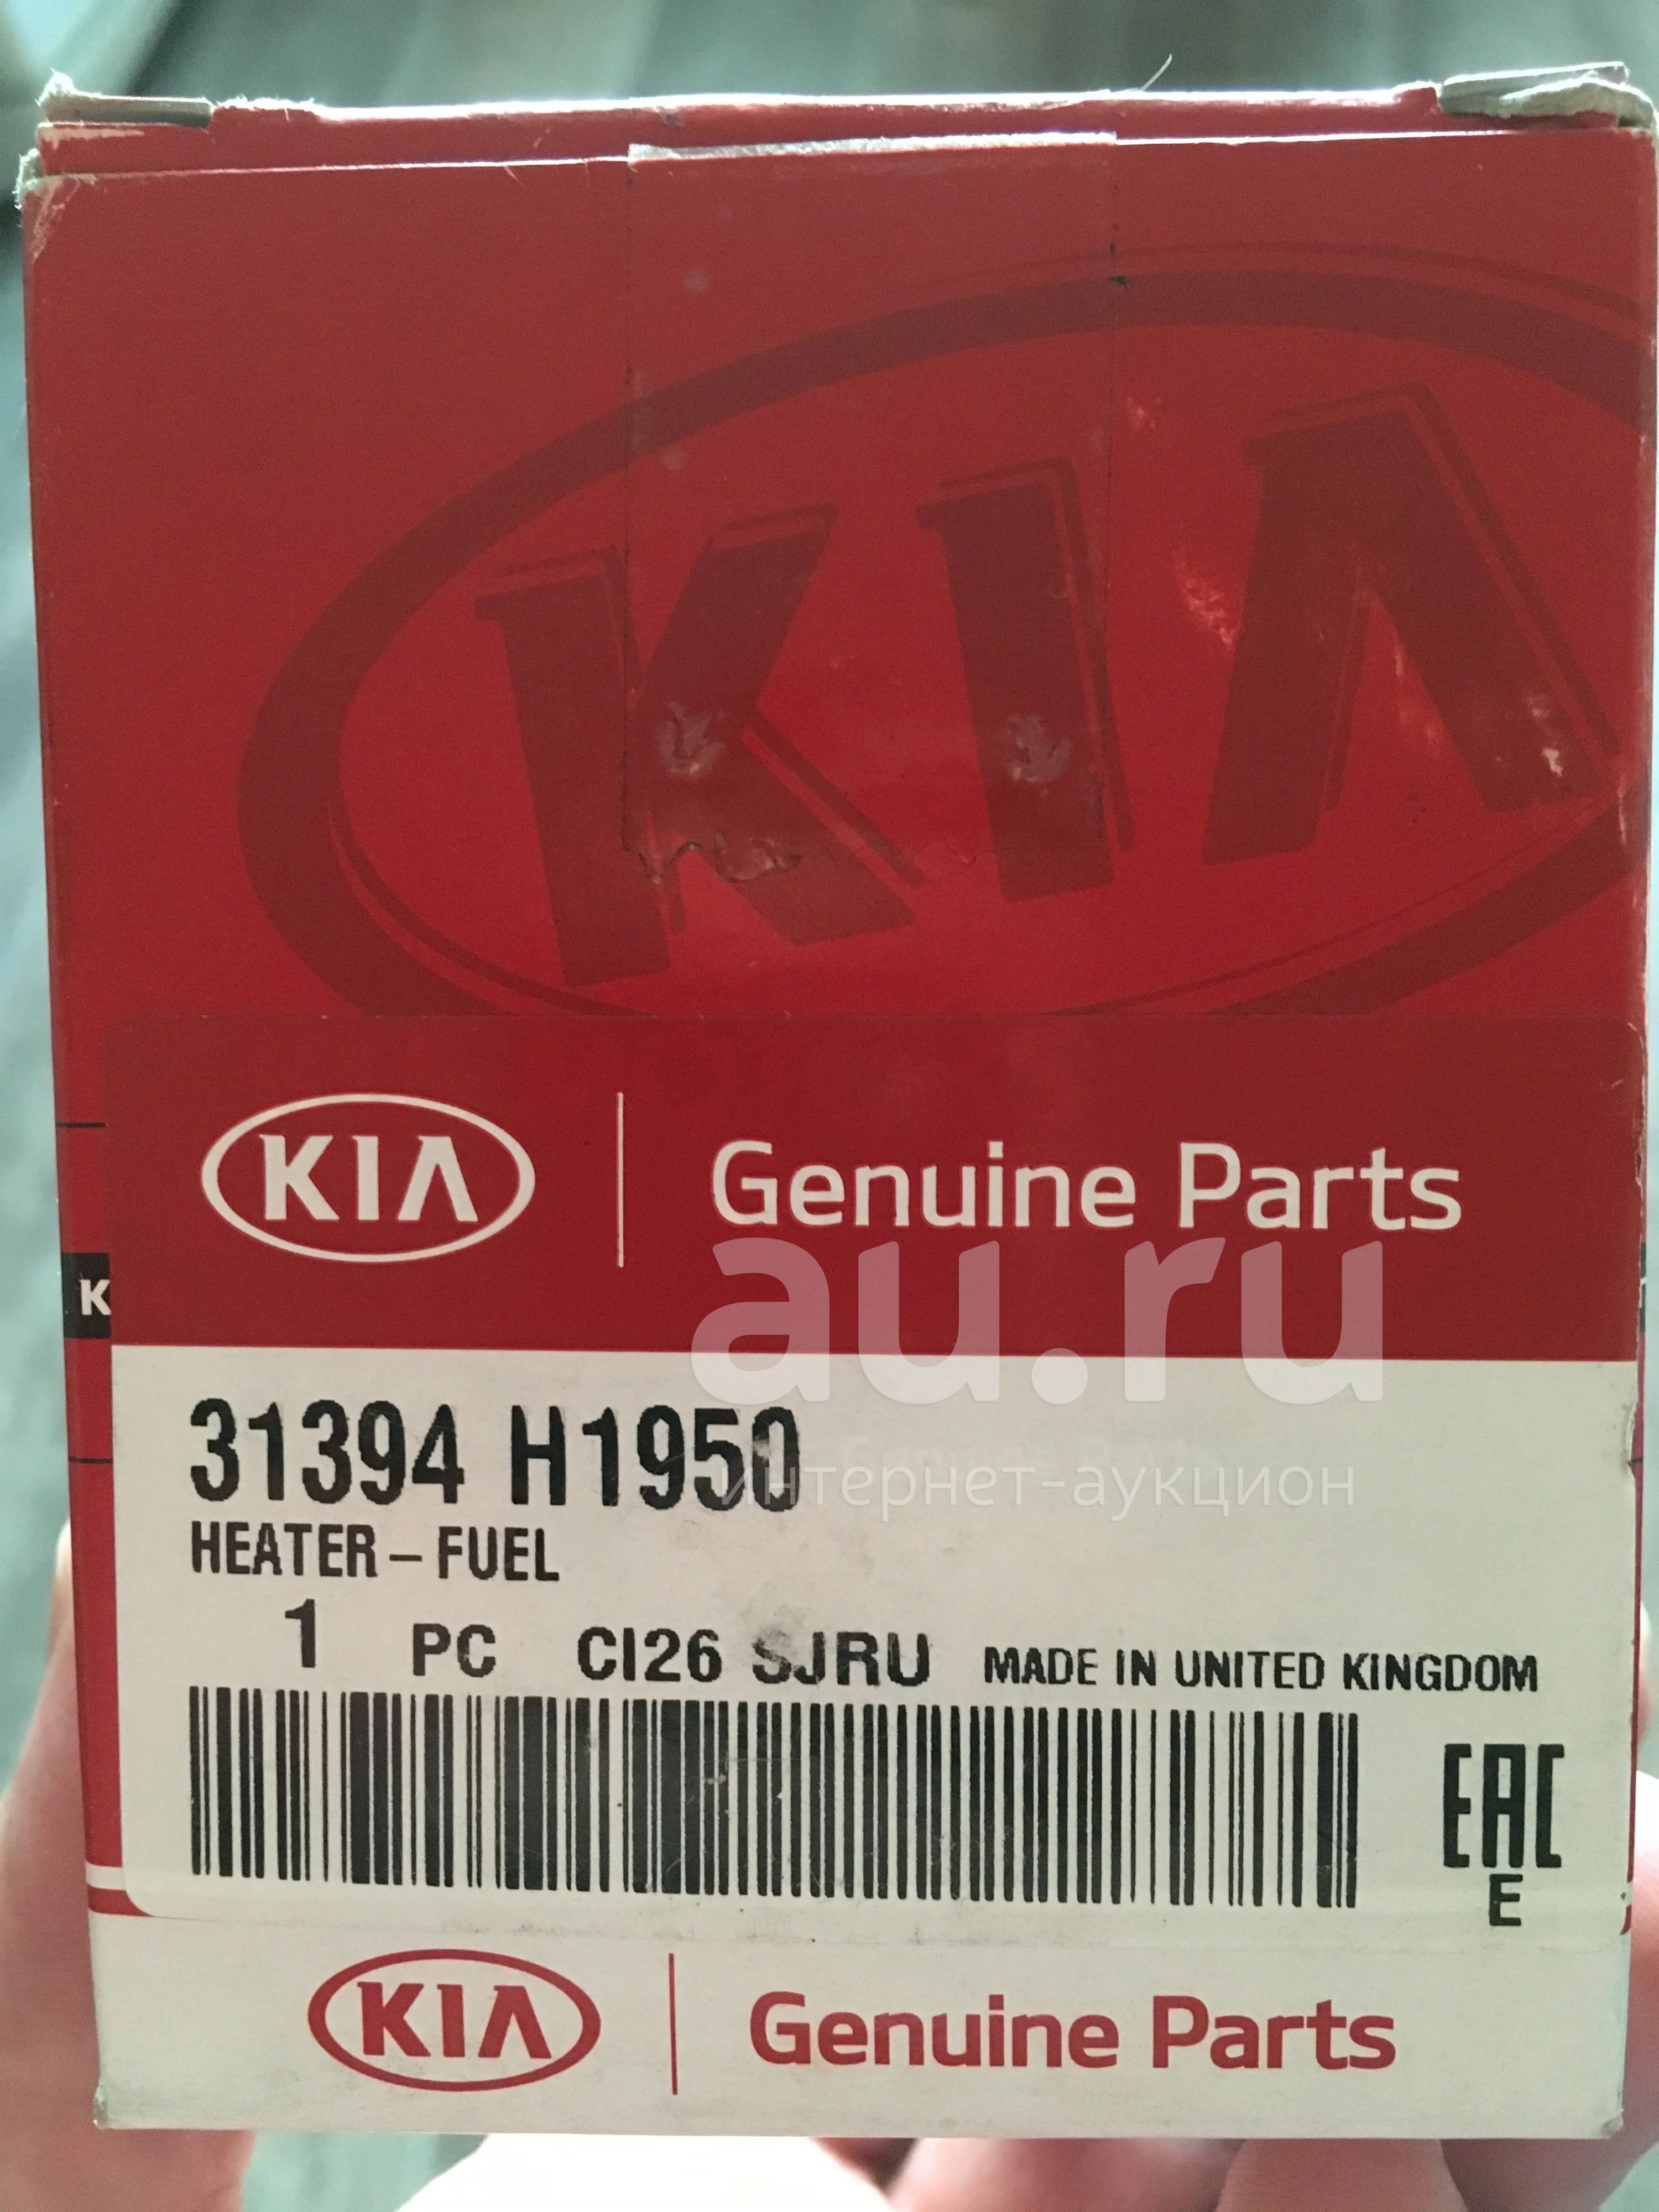 KIA
KIA Genuine Parts
au.ru
K
31394 H1950
интернет-аукцион
HEATER-FUEL
1 PC CI26 SJRU MADE IN UNITED KINGDOM
EAC
E
KIA Genuine Parts